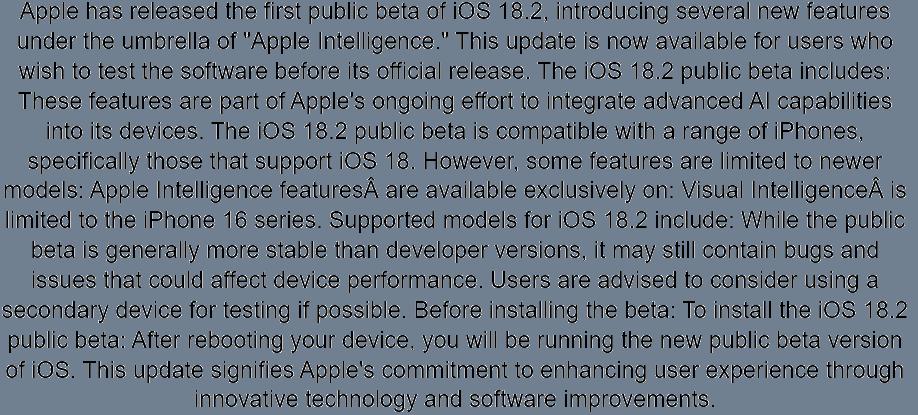 Apple has released the first public beta of iOS 18.2, introducing several new features
under the umbrella of "Apple Intelligence." This update is now available for users who
wish to test the software before its official release. The iOS 18.2 public beta includes:
These features are part of Apple's ongoing effort to integrate advanced AI capabilities
into its devices. The iOS 18.2 public beta is compatible with a range of iPhones,
specifically those that support iOS 18. However, some features are limited to newer
models: Apple Intelligence featuresÂ are available exclusively on: Visual IntelligenceÂ is
limited to the iPhone 16 series. Supported models for iOS 18.2 include: While the public
beta is generally more stable than developer versions, it may still contain bugs and
issues that could affect device performance. Users are advised to consider using a
secondary device for testing if possible. Before installing the beta: To install the iOS 18.2
public beta: After rebooting your device, you will be running the new public beta version
of iOS. This update signifies Apple's commitment to enhancing user experience through
innovative technology and software improvements.